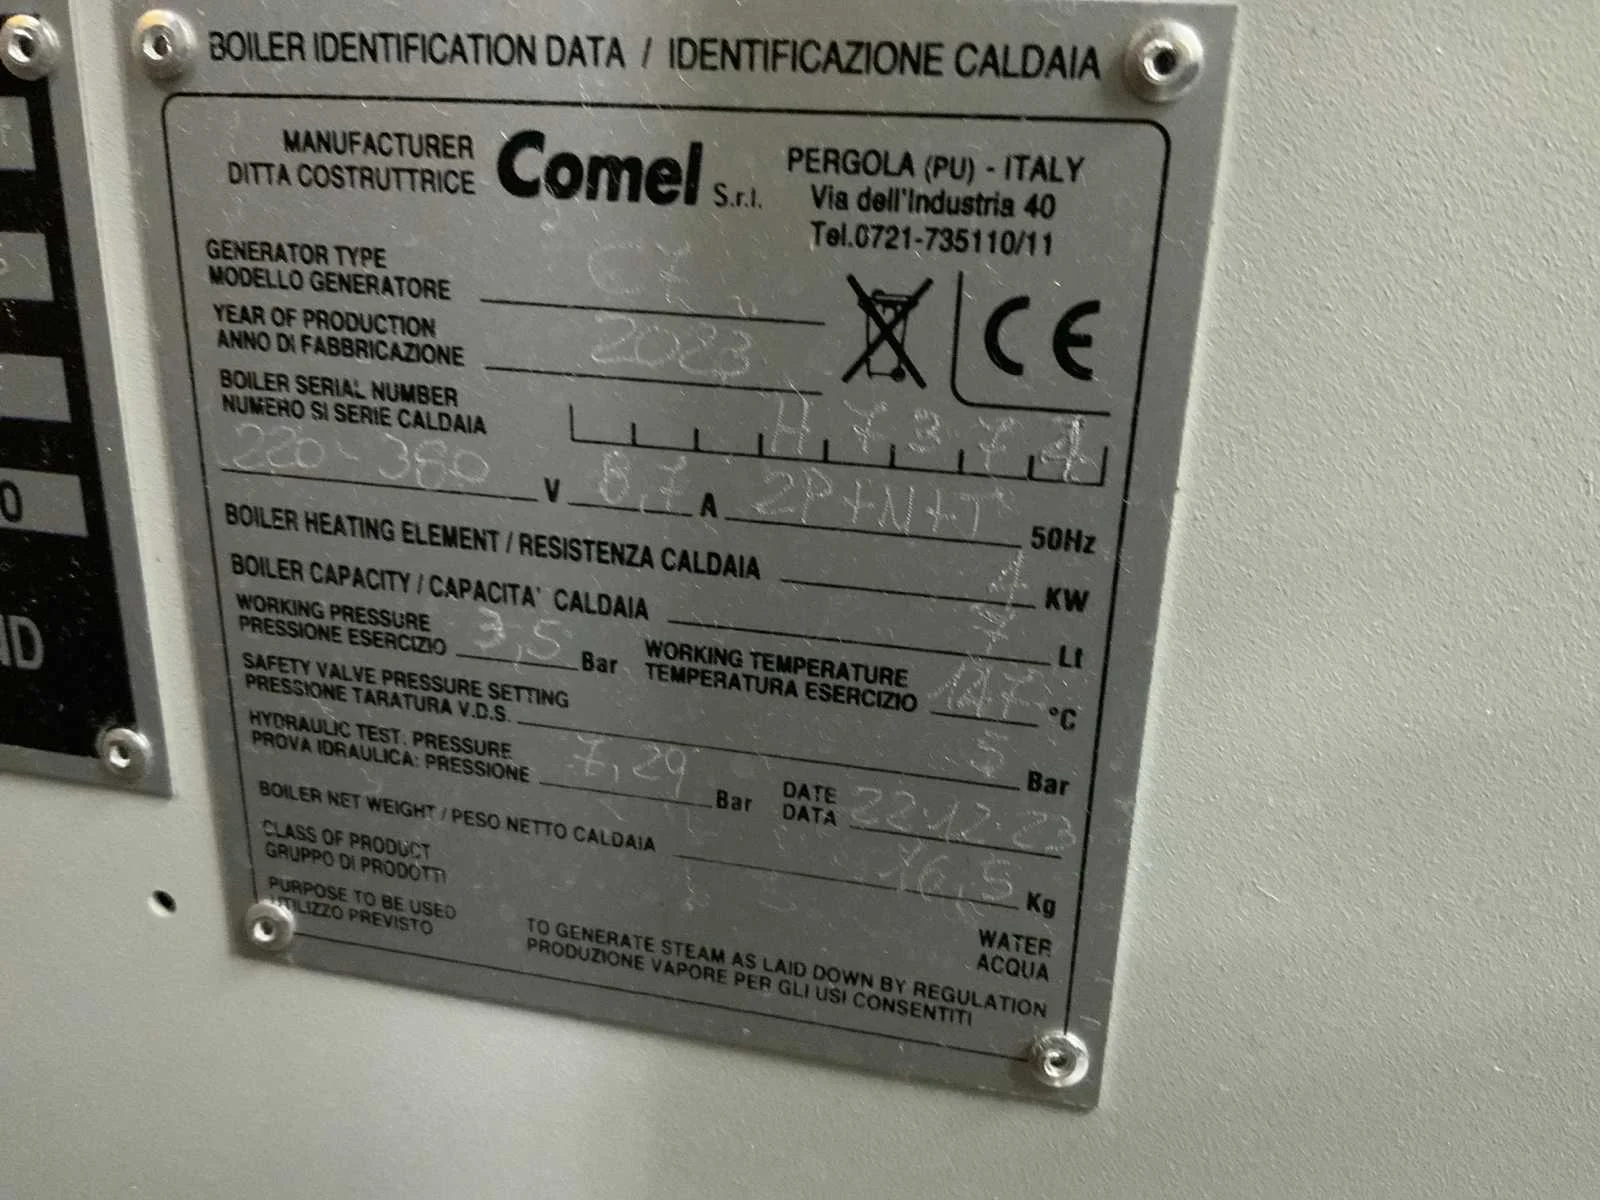 BOILER IDENTIFICATION DATA / IDENTIFICAZIONE CALDAIA
MANUFACTURER
DITTA COSTRUTTRICE
Comel S.r.l.
PERGOLA (PU) - ITALY
Via dell'Industria 40
Tel.0721-735110/11
GENERATOR TYPE
MODELLO GENERATORE
CE
YEAR OF PRODUCTION
ANNO DI FABBRICAZIONE 2023
BOILER SERIAL NUMBER
NUMERO SI SERIE CALDAIA
220-380 V 8,7 A 2P+N+T 50Hz
BOILER HEATING ELEMENT / RESISTENZA CALDAIA KW
BOILER CAPACITY / CAPACITA' CALDAIA Lt
WORKING PRESSURE
PRESSIONE ESERCIZIO 3,5 Bar
WORKING TEMPERATURE
TEMPERATURA ESERCIZIO 147 °C
SAFETY VALVE PRESSURE SETTING
PRESSIONE TARATURA V.D.S. 5 Bar
HYDRAULIC TEST. PRESSURE
PROVA IDRAULICA: PRESSIONE 7,29 Bar
DATE
DATA 22.12.23
BOILER NET WEIGHT / PESO NETTO CALDAIA 16,5 Kg
CLASS OF PRODUCT
GRUPPO DI PRODOTTI
WATER
ACQUA
PURPOSE TO BE USED
UTILIZZO PREVISTO
TO GENERATE STEAM AS LAID DOWN BY REGULATION
PRODUZIONE VAPORE PER GLI USI CONSENTITI